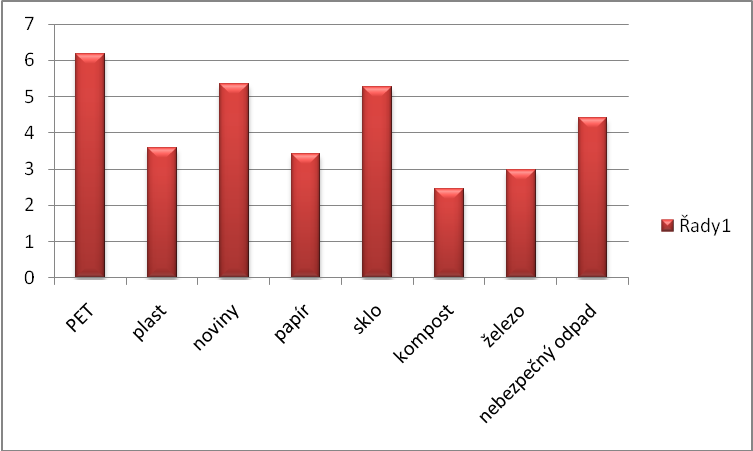 7
6
5
4
3
2
1
0
PET
plast
noviny
papír
sklo
kompost
železo
nebezpečný odpad
Řady1